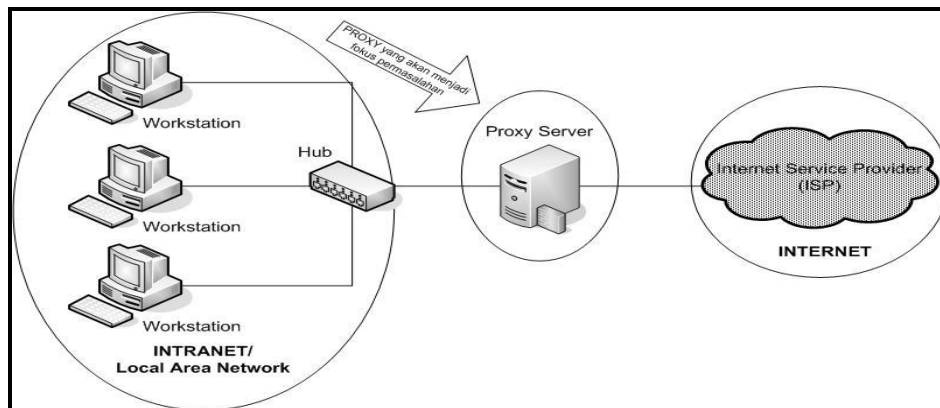 PROXY yang akan menjadi
fokus permasalahan
Workstation
Hub
Proxy Server
Internet Service Provider
(ISP)
Workstation
INTERNET
Workstation
INTRANET/
Local Area Network